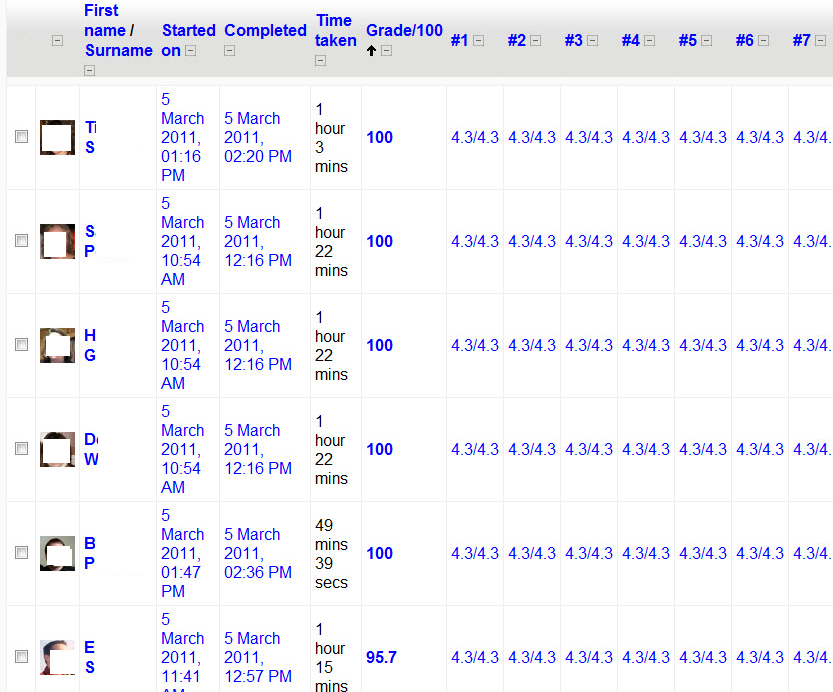 First name / Surname
Started on
Completed
Time taken
Grade/100
#1
#2
#3
#4
#5
#6
#7
Ti
S
5 March 2011, 01:16 PM
5 March 2011, 02:20 PM
1 hour 3 mins
100
4.3/4.3
4.3/4.3
4.3/4.3
4.3/4.3
4.3/4.3
4.3/4.3
4.3/4.
S
P
5 March 2011, 10:54 AM
5 March 2011, 12:16 PM
1 hour 22 mins
100
4.3/4.3
4.3/4.3
4.3/4.3
4.3/4.3
4.3/4.3
4.3/4.3
4.3/4.
H
G
5 March 2011, 10:54 AM
5 March 2011, 12:16 PM
1 hour 22 mins
100
4.3/4.3
4.3/4.3
4.3/4.3
4.3/4.3
4.3/4.3
4.3/4.3
4.3/4.
D
W
5 March 2011, 10:54 AM
5 March 2011, 12:16 PM
1 hour 22 mins
100
4.3/4.3
4.3/4.3
4.3/4.3
4.3/4.3
4.3/4.3
4.3/4.3
4.3/4.
B
P
5 March 2011, 01:47 PM
5 March 2011, 02:36 PM
49 mins 39 secs
100
4.3/4.3
4.3/4.3
4.3/4.3
4.3/4.3
4.3/4.3
4.3/4.3
4.3/4.
E
S
5 March 2011, 11:41 AM
5 March 2011, 12:57 PM
1 hour 15 mins
95.7
4.3/4.3
4.3/4.3
4.3/4.3
4.3/4.3
4.3/4.3
4.3/4.3
4.3/4.